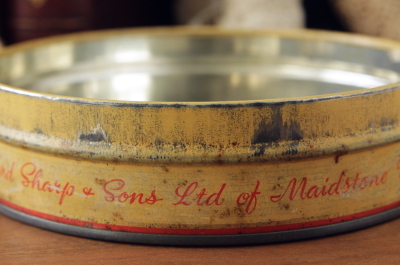 Sharp & Sons Ltd of Maidstone